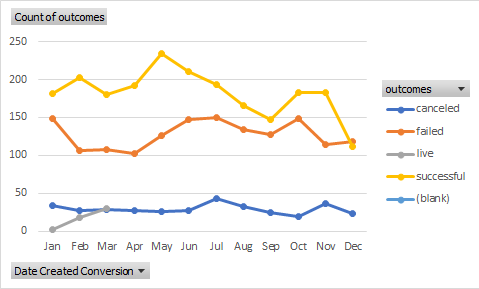 Count of outcomes
250
200
150
100
50
0
Jan Feb Mar Apr May Jun Jul Aug Sep Oct Nov Dec
outcomes
canceled
failed
live
successful
(blank)
Date Created Conversion